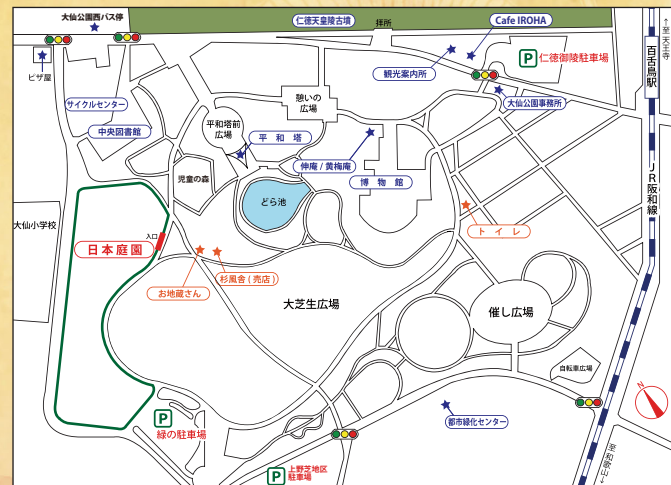 大仙公園西バス停
仁徳天皇陵古墳
拝所
Cafe IROHA
←至 天王寺
ピザ屋
観光案内所
P 仁徳御陵駐車場
百舌鳥駅
サイクルセンター
憩いの
広場
大仙公園事務所
中央図書館
平和塔前
広場
平和塔
伸庵/黄梅庵
博物館
児童の森
どら池
JR阪和線
大仙小学校
入口
日本庭園
トイレ
杉風舎(売店)
お地蔵さん
大芝生広場
催し広場
自転車広場
N
P
緑の駐車場
都市緑化センター
P 上野芝地区
駐車場
至 和歌山→